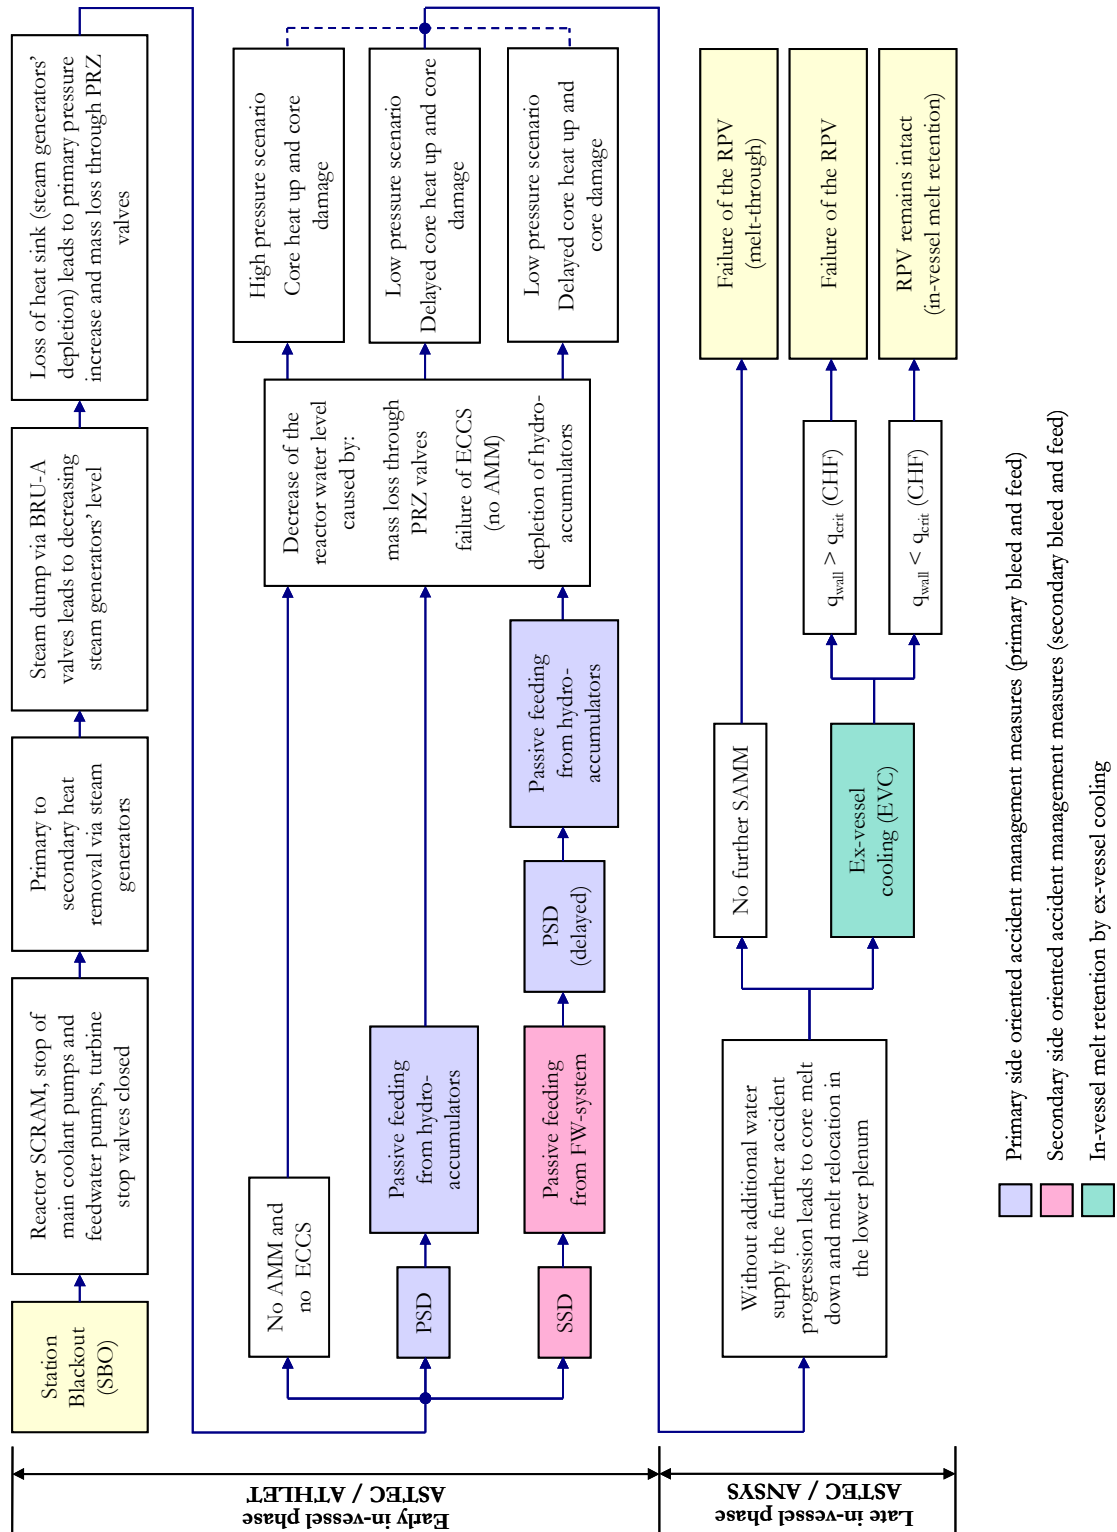 Early in-vessel phase
ASTEC / ATHLET
Station
Blackout
(SBO)
Reactor SCRAM, stop of
main coolant pumps and
feedwater pumps, turbine
stop valves closed
Primary to
secondary heat
removal via steam
generators
Steam dump via BRU-A
valves leads to decreasing
steam generators' level
Loss of heat sink (steam generators'
depletion) leads to primary pressure
increase and mass loss through PRZ
valves
No AMM and
no ECCS
PSD
Passive feeding
from hydro-
accumulators
SSD
Passive feeding
from FW-system
PSD
(delayed)
Passive feeding
from hydro-
accumulators
Decrease of the
reactor water level
caused by:
mass loss through
PRZ valves
failure of ECCS
(no AMM)
depletion of hydro-
accumulators
High pressure scenario
Core heat up and core
damage
Low pressure scenario
Delayed core heat up and core
damage
Low pressure scenario
Delayed core heat up and
core damage
Late in-vessel phase
ASTEC / ANSYS
Without additional water
supply the further accident
progression leads to core melt
down and melt relocation in
the lower plenum
No further SAMM
Ex-vessel
cooling (EVC)
qwall > qcrit (CHF)
qwall < qcrit (CHF)
Failure of the RPV
(melt-through)
Failure of the RPV
RPV remains intact
(in-vessel melt retention)
Primary side oriented accident management measures (primary bleed and feed)
Secondary side oriented accident management measures (secondary bleed and feed)
In-vessel melt retention by ex-vessel cooling